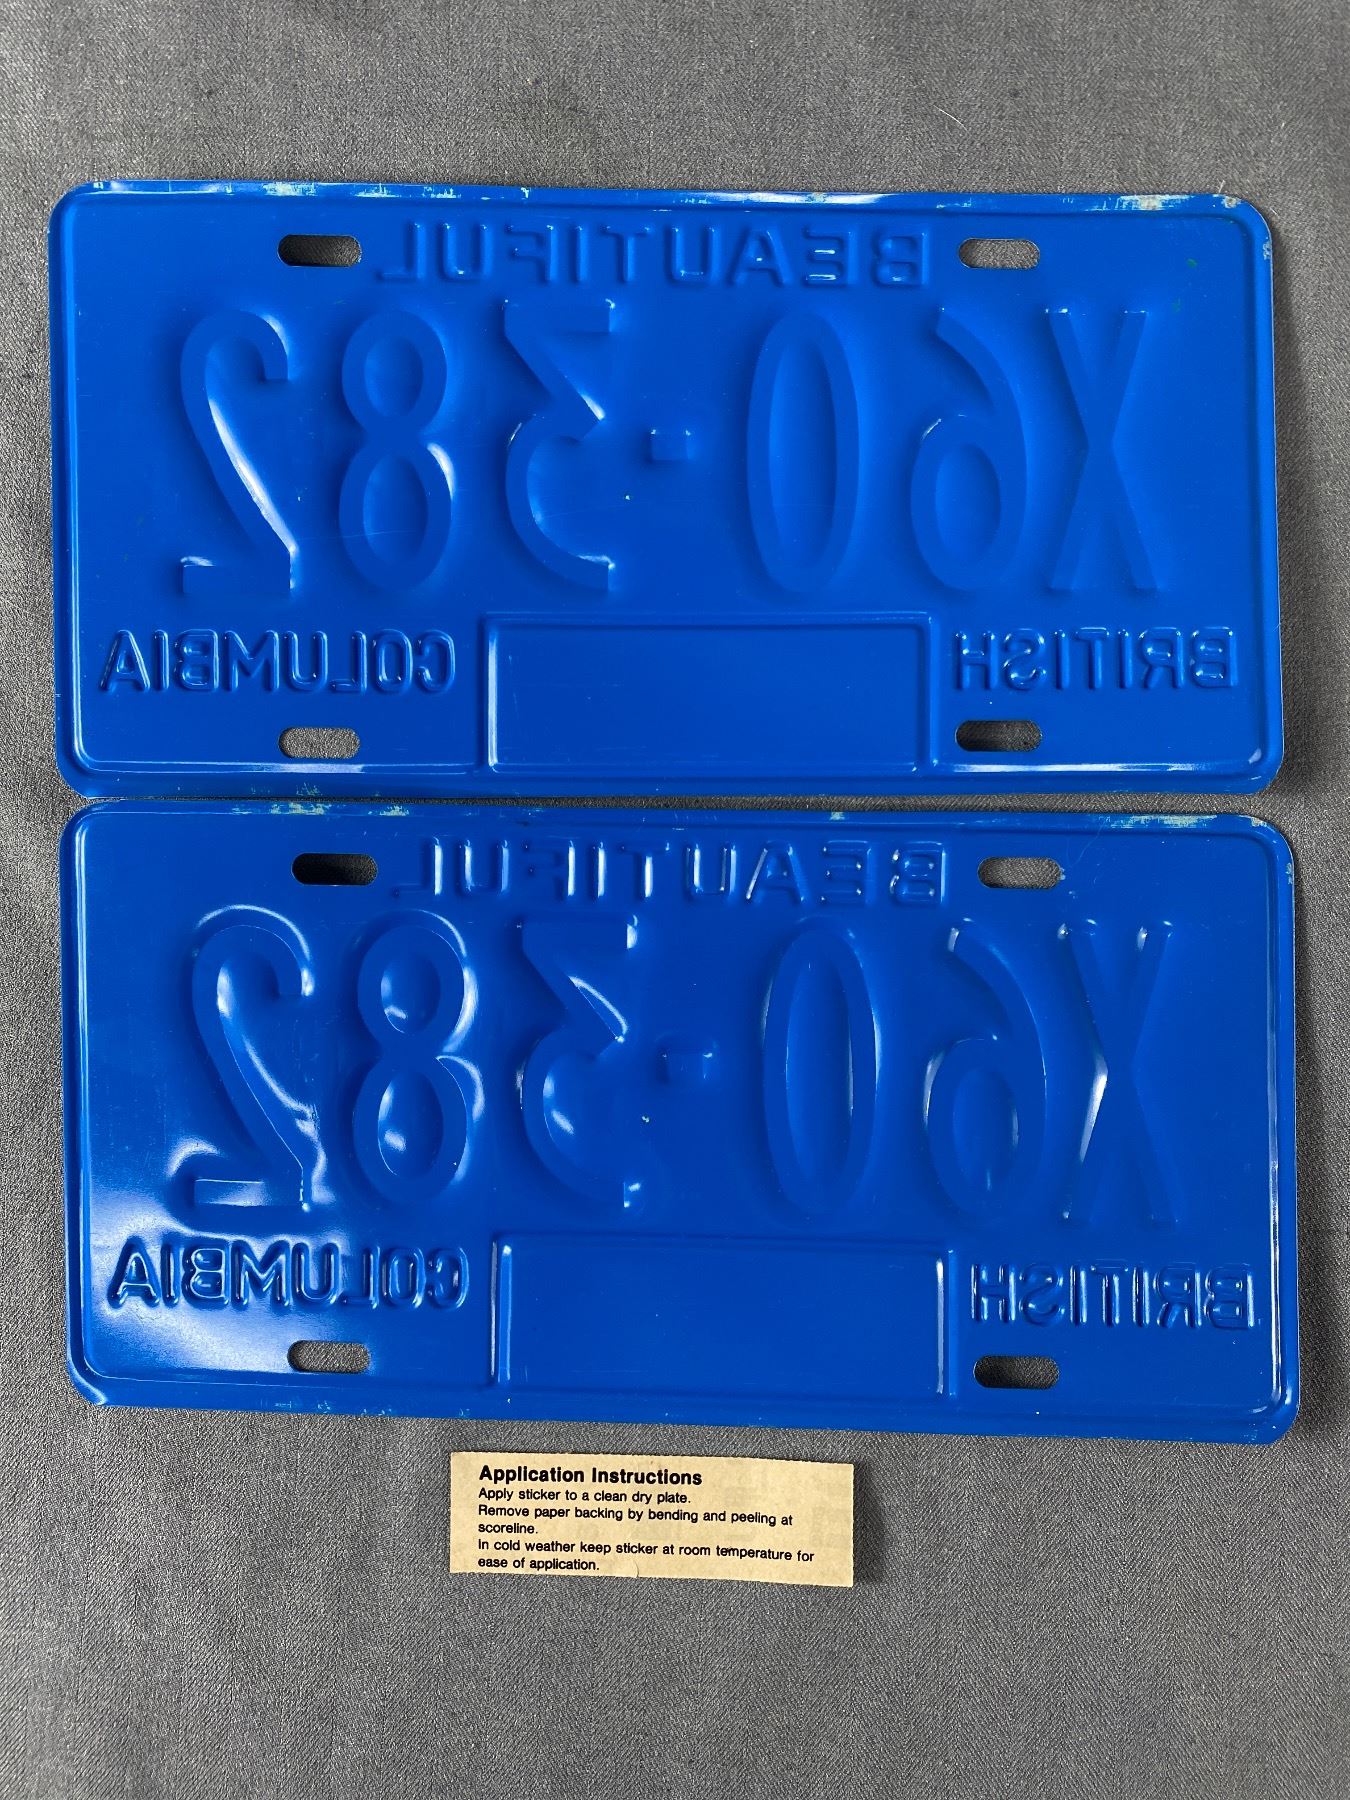 BEAUTIFUL
X60-382
BRITISH COLUMBIA
BEAUTIFUL
X60-382
BRITISH COLUMBIA
Application Instructions
Apply sticker to a clean dry plate.
Remove paper backing by bending and peeling at
scoreline.
In cold weather keep sticker at room temperature for
ease of application.